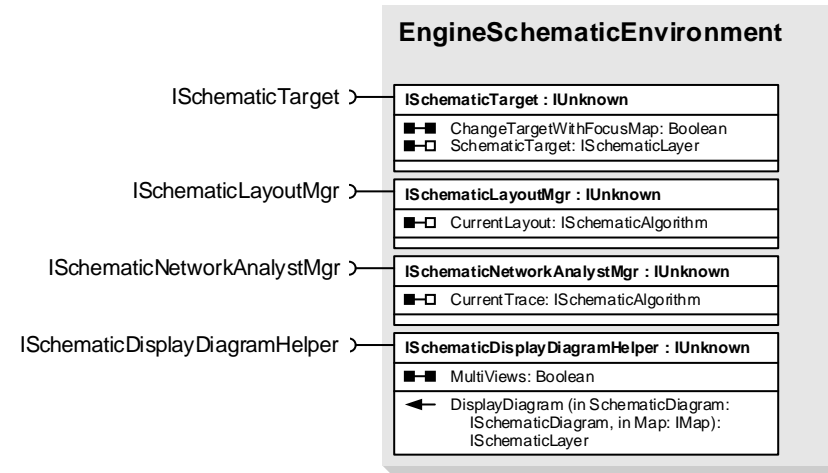 EngineSchematicEnvironment
ISchematicTarget
ISchematicTarget : IUnknown
ChangeTargetWithFocusMap: Boolean
SchematicTarget: ISchematicLayer
ISchematicLayoutMgr
ISchematicLayoutMgr : IUnknown
CurrentLayout: ISchematicAlgorithm
ISchematicNetworkAnalystMgr
ISchematicNetworkAnalystMgr : IUnknown
CurrentTrace: ISchematicAlgorithm
ISchematicDisplayDiagramHelper
ISchematicDisplayDiagramHelper : IUnknown
MultiViews: Boolean
DisplayDiagram (in SchematicDiagram:
ISchematicDiagram, in Map: IMap):
ISchematicLayer